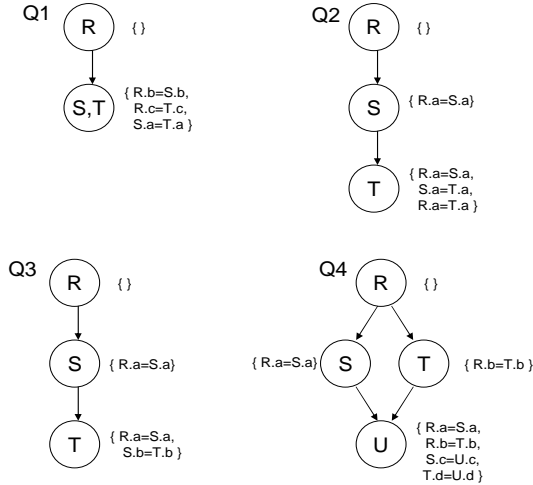 Q1
R
{ }
S,T
{ R.b=S.b,
R.c=T.c,
S.a=T.a }
Q2
R
{ }
S
{ R.a=S.a}
T
{ R.a=S.a,
S.a=T.a,
R.a=T.a }
Q3
R
{ }
S
{ R.a=S.a}
T
{ R.a=S.a,
S.b=T.b }
Q4
R
{ }
{ R.a=S.a}
S
T
{ R.b=T.b }
U
{ R.a=S.a,
R.b=T.b,
S.c=U.c,
T.d=U.d }